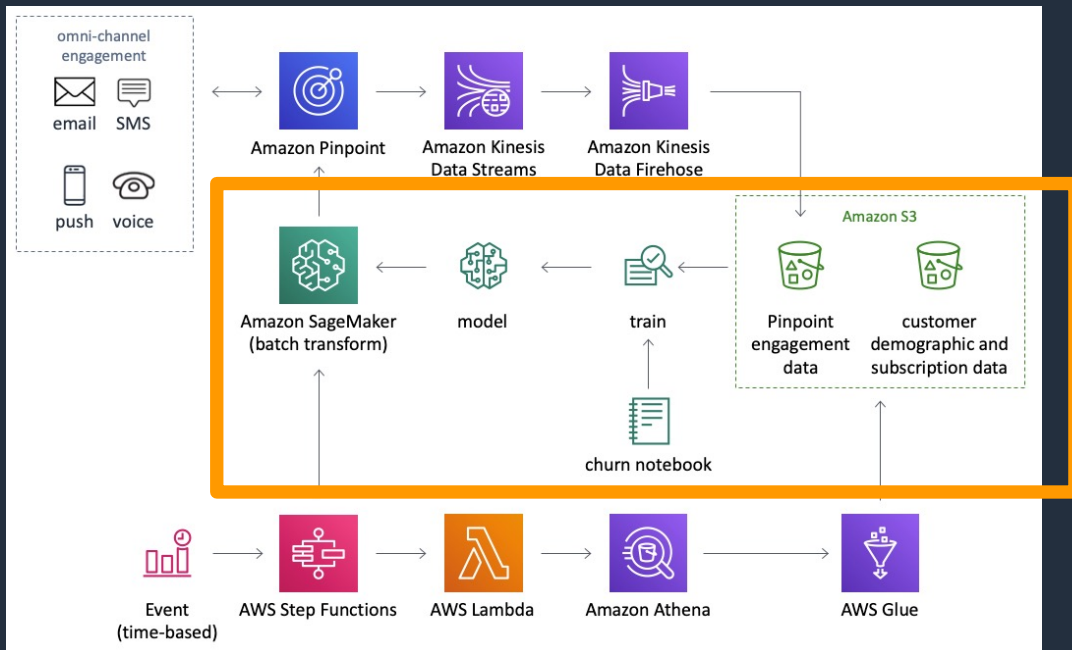 omni-channel
engagement
email
SMS
push
voice
Amazon Pinpoint
Amazon Kinesis
Data Streams
Amazon Kinesis
Data Firehose
Amazon S3
Amazon SageMaker
(batch transform)
model
train
Pinpoint
engagement
data
customer
demographic and
subscription data
churn notebook
Event
(time-based)
AWS Step Functions
AWS Lambda
Amazon Athena
AWS Glue